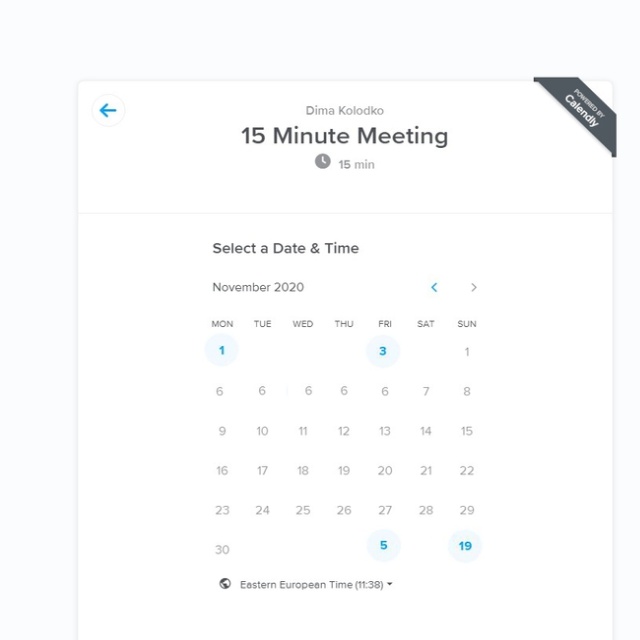 Dima Kolodko
15 Minute Meeting
15 min
POWERED BY
Calendly
Select a Date & Time
November 2020
MON TUE WED THU FRI SAT SUN
1 3 1
6 6 6 6 6 7 8
9 10 11 12 13 14 15
16 17 18 19 20 21 22
23 24 25 26 27 28 29
30 5 19
Eastern European Time (11:38)